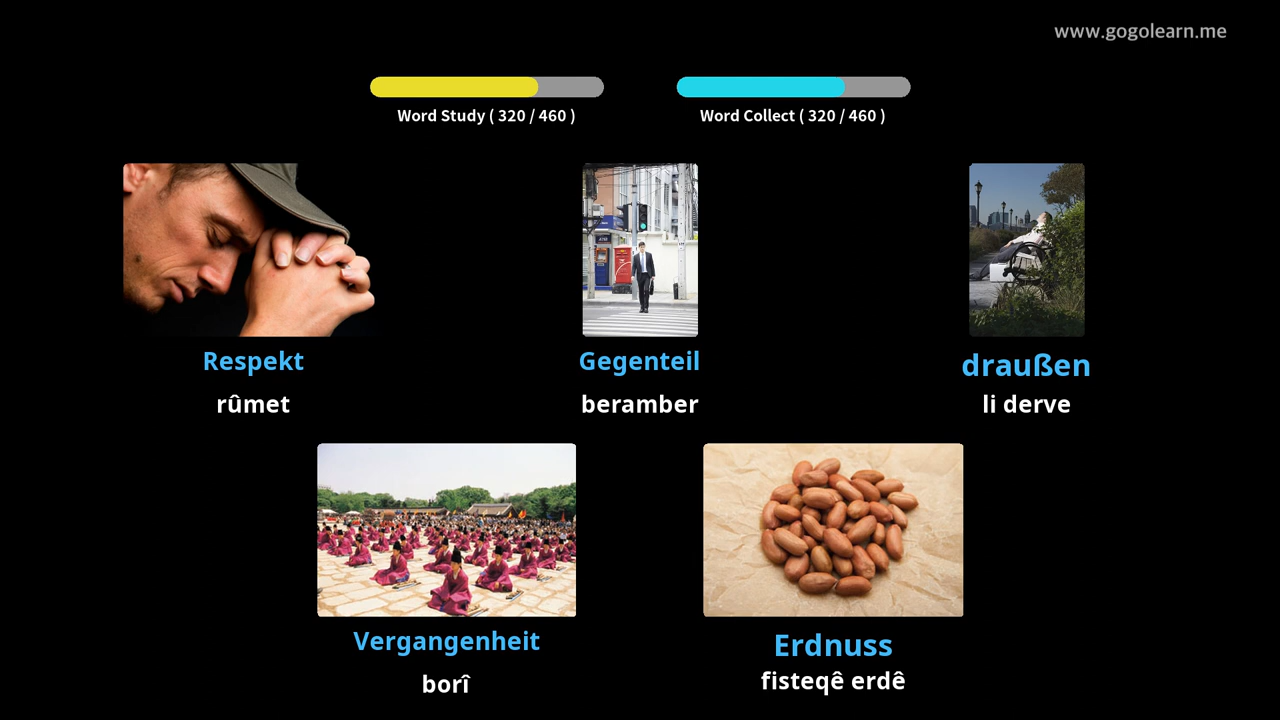 www.gogolearn.me
Word Study ( 320 / 460 )
Word Collect ( 320 / 460 )
Respekt
rûmet
Gegenteil
beramber
draußen
li derve
Vergangenheit
borî
Erdnuss
fisteqê erdê